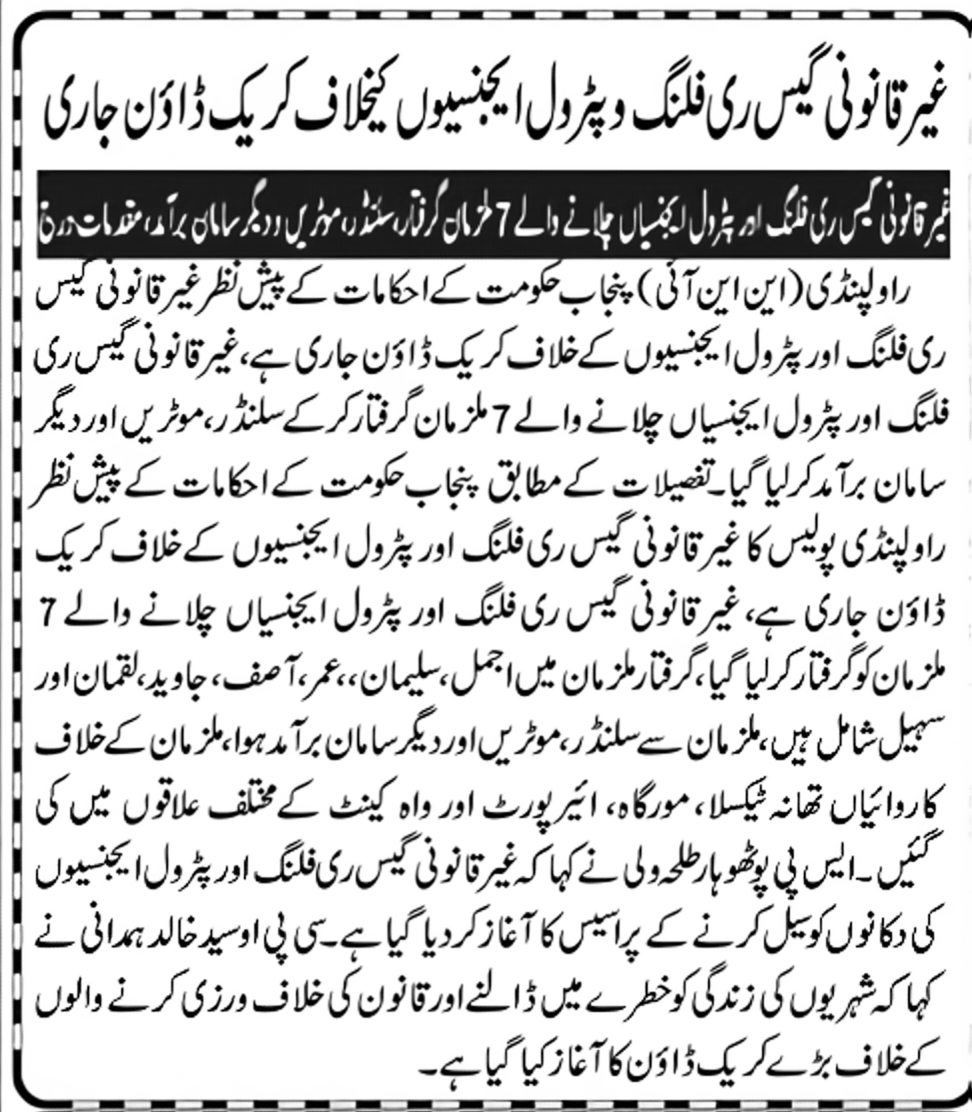 غیر قانونی گیس ری فلنگ و پٹرول ایجنسیوں کیخلاف کریک ڈاؤن جاری
غیر قانونی گیس ری فلنگ اور پٹرول ایجنسیاں چلانے والے 7 ملزمان گرفتار، سلنڈر، موٹریں و دیگر سامان برآمد، مقدمات درج
راولپنڈی (این این آئی) پنجاب حکومت کے احکامات کے پیش نظر غیر قانونی گیس
ری فلنگ اور پٹرول ایجنسیوں کے خلاف کریک ڈاؤن جاری ہے، غیر قانونی گیس ری
فلنگ اور پٹرول ایجنسیاں چلانے والے 7 ملزمان گرفتار کر کے سلنڈر، موٹریں اور دیگر
سامان برآمد کر لیا گیا۔ تفصیلات کے مطابق پنجاب حکومت کے احکامات کے پیش نظر
راولپنڈی پولیس کا غیر قانونی گیس ری فلنگ اور پٹرول ایجنسیوں کے خلاف کریک
ڈاؤن جاری ہے، غیر قانونی گیس ری فلنگ اور پٹرول ایجنسیاں چلانے والے 7
ملزمان کو گرفتار کر لیا گیا، گرفتار ملزمان میں اجمل، سلیمان،، عمر، آصف، جاوید، لقمان اور
سہیل شامل ہیں، ملزمان سے سلنڈر، موٹریں اور دیگر سامان برآمد ہوا، ملزمان کے خلاف
کاروائیاں تھانہ ٹیکسلا، مورگاہ، ائیرپورٹ اور واہ کینٹ کے مختلف علاقوں میں کی
گئیں۔ ایس پی پوٹھوہار طلحہ ولی نے کہا کہ غیر قانونی گیس ری فلنگ اور پٹرول ایجنسیوں
کی دکانوں کو سیل کرنے کے پراسیس کا آغاز کر دیا گیا ہے۔ سی پی او سید خالد ہمدانی نے
کہا کہ شہریوں کی زندگی کو خطرے میں ڈالنے اور قانون کی خلاف ورزی کرنے والوں
کے خلاف بڑے کریک ڈاؤن کا آغاز کیا گیا ہے۔